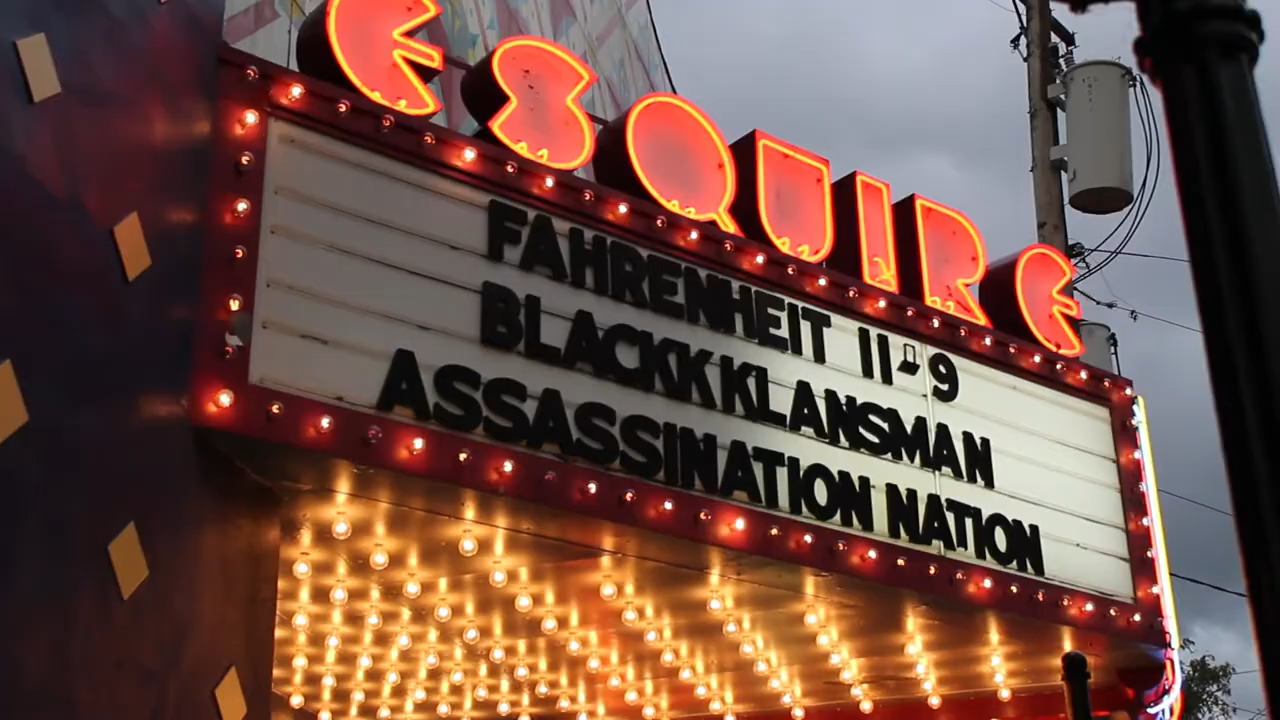 ESQUIRE
FAHRENHEIT 11-9
BLACKKKLANSMAN
ASSASSINATION NATION